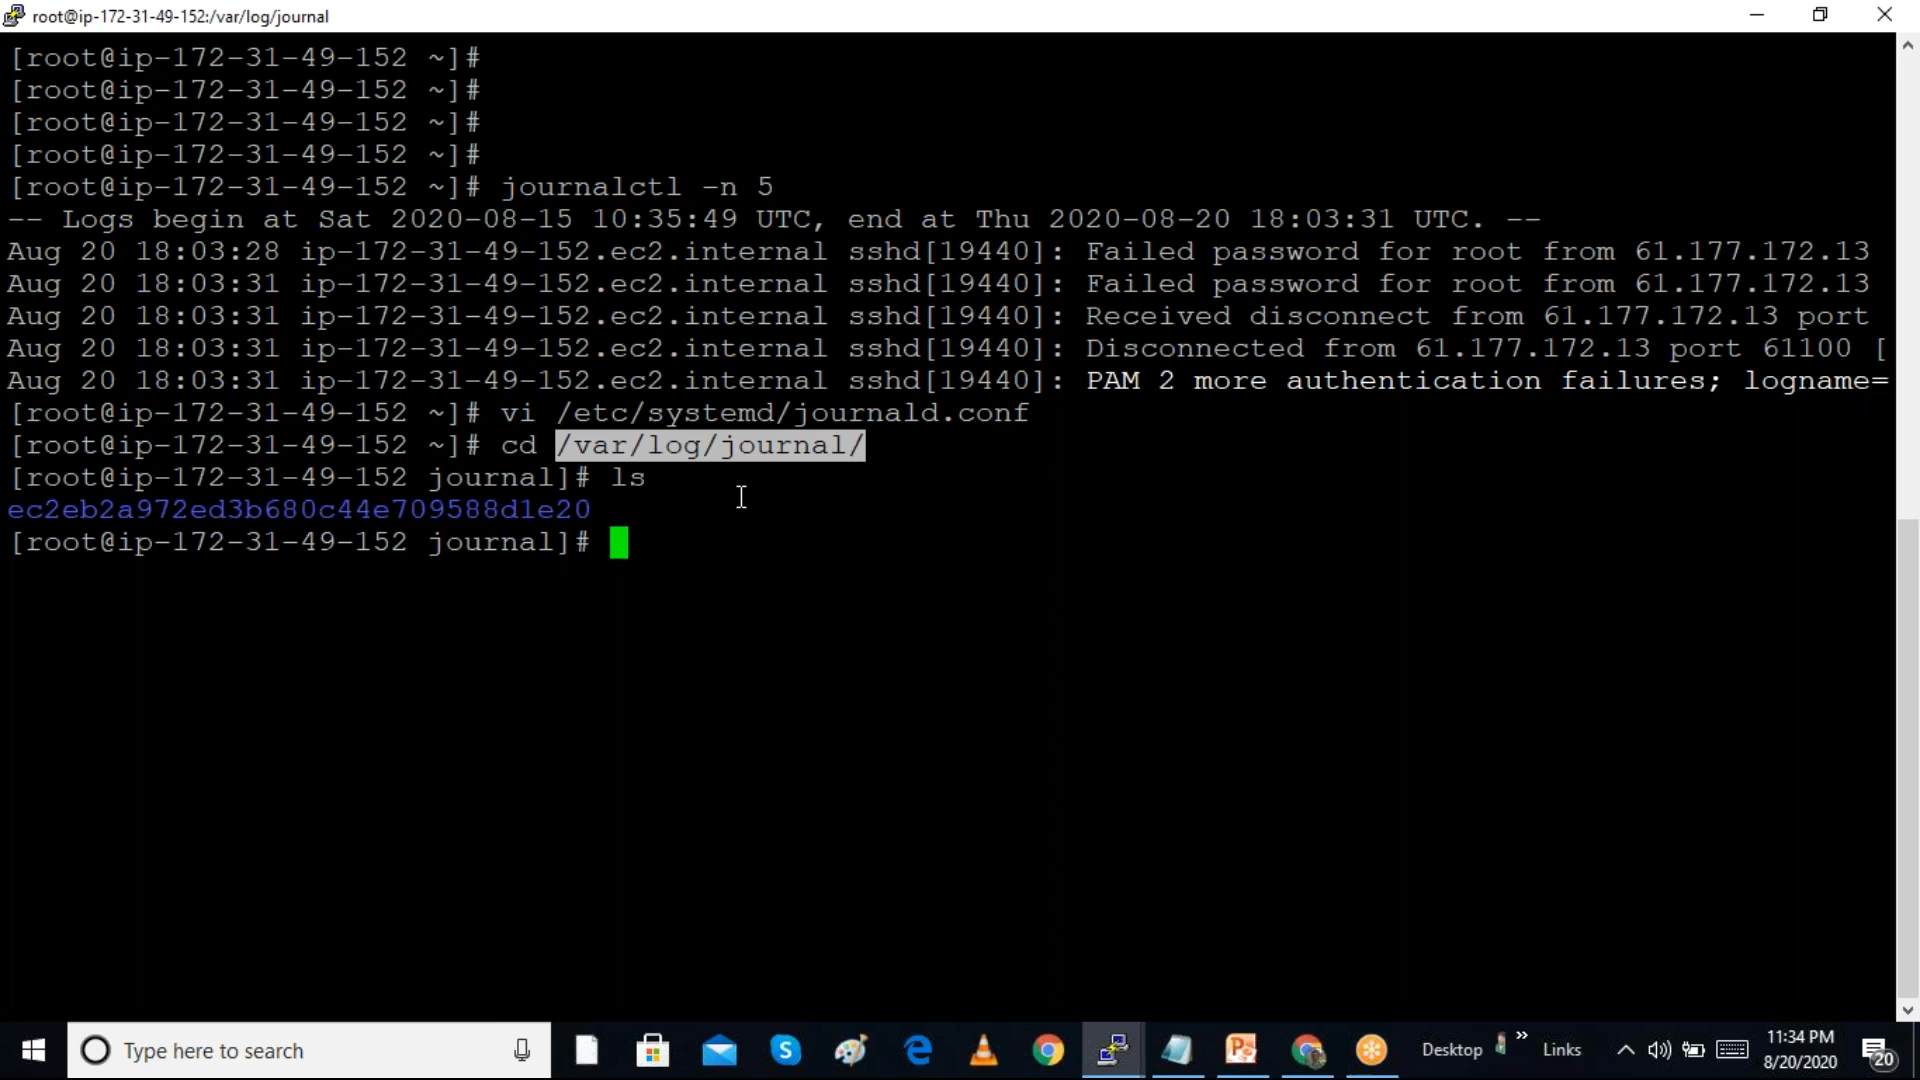 root@ip-172-31-49-152:/var/log/journal
[root@ip-172-31-49-152 ~]#
[root@ip-172-31-49-152 ~]#
[root@ip-172-31-49-152 ~]#
[root@ip-172-31-49-152 ~]#
[root@ip-172-31-49-152 ~]# journalctl -n 5
-- Logs begin at Sat 2020-08-15 10:35:49 UTC, end at Thu 2020-08-20 18:03:31 UTC. --
Aug 20 18:03:28 ip-172-31-49-152.ec2.internal sshd[19440]: Failed password for root from 61.177.172.13
Aug 20 18:03:31 ip-172-31-49-152.ec2.internal sshd[19440]: Failed password for root from 61.177.172.13
Aug 20 18:03:31 ip-172-31-49-152.ec2.internal sshd[19440]: Received disconnect from 61.177.172.13 port
Aug 20 18:03:31 ip-172-31-49-152.ec2.internal sshd[19440]: Disconnected from 61.177.172.13 port 61100 [
Aug 20 18:03:31 ip-172-31-49-152.ec2.internal sshd[19440]: PAM 2 more authentication failures; logname=
[root@ip-172-31-49-152 ~]# vi /etc/systemd/journald.conf
[root@ip-172-31-49-152 ~]# cd /var/log/journal/
[root@ip-172-31-49-152 journal]# ls
ec2eb2a972ed3b680c44e709588d1e20
[root@ip-172-31-49-152 journal]#
Type here to search
Desktop
Links
11:34 PM
8/20/2020
20